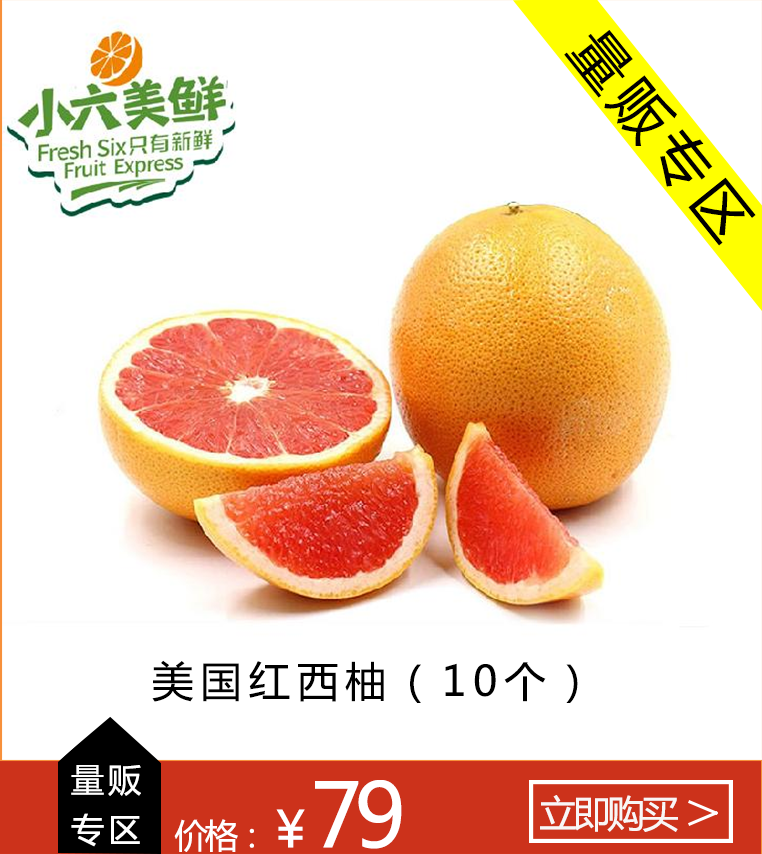 小六美鲜
Fresh Six只有新鲜
Fruit Express
量贩专区
美国红西柚（10个）
量贩
专区
价格：￥79
立即购买 >